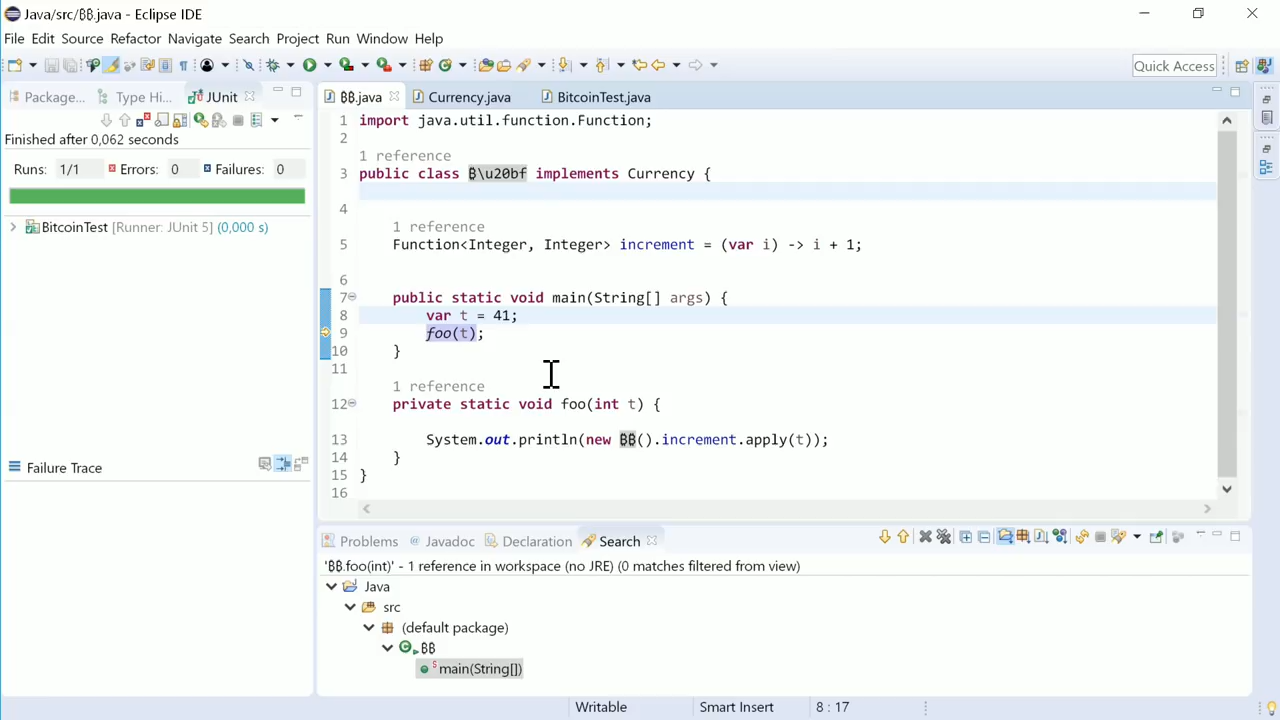 Java/src/₿₿.java - Eclipse IDE
File Edit Source Refactor Navigate Search Project Run Window Help
Quick Access
Package... Type Hi... JUnit
Finished after 0,062 seconds
Runs: 1/1 Errors: 0 Failures: 0
BitcoinTest [Runner: JUnit 5] (0,000 s)
Failure Trace
₿₿.java Currency.java BitcoinTest.java
1 import java.util.function.Function;
2
1 reference
3 public class ₿\u20bf implements Currency {
4
1 reference
5 Function<Integer, Integer> increment = (var i) -> i + 1;
6
7 public static void main(String[] args) {
8 var t = 41;
9 foo(t);
10 }
11
1 reference
12 private static void foo(int t) {
13 System.out.println(new ₿₿().increment.apply(t));
14 }
15 }
16
Problems Javadoc Declaration Search
'₿₿.foo(int)' - 1 reference in workspace (no JRE) (0 matches filtered from view)
Java
src
(default package)
₿₿
main(String[])
Writable Smart Insert 8 : 17